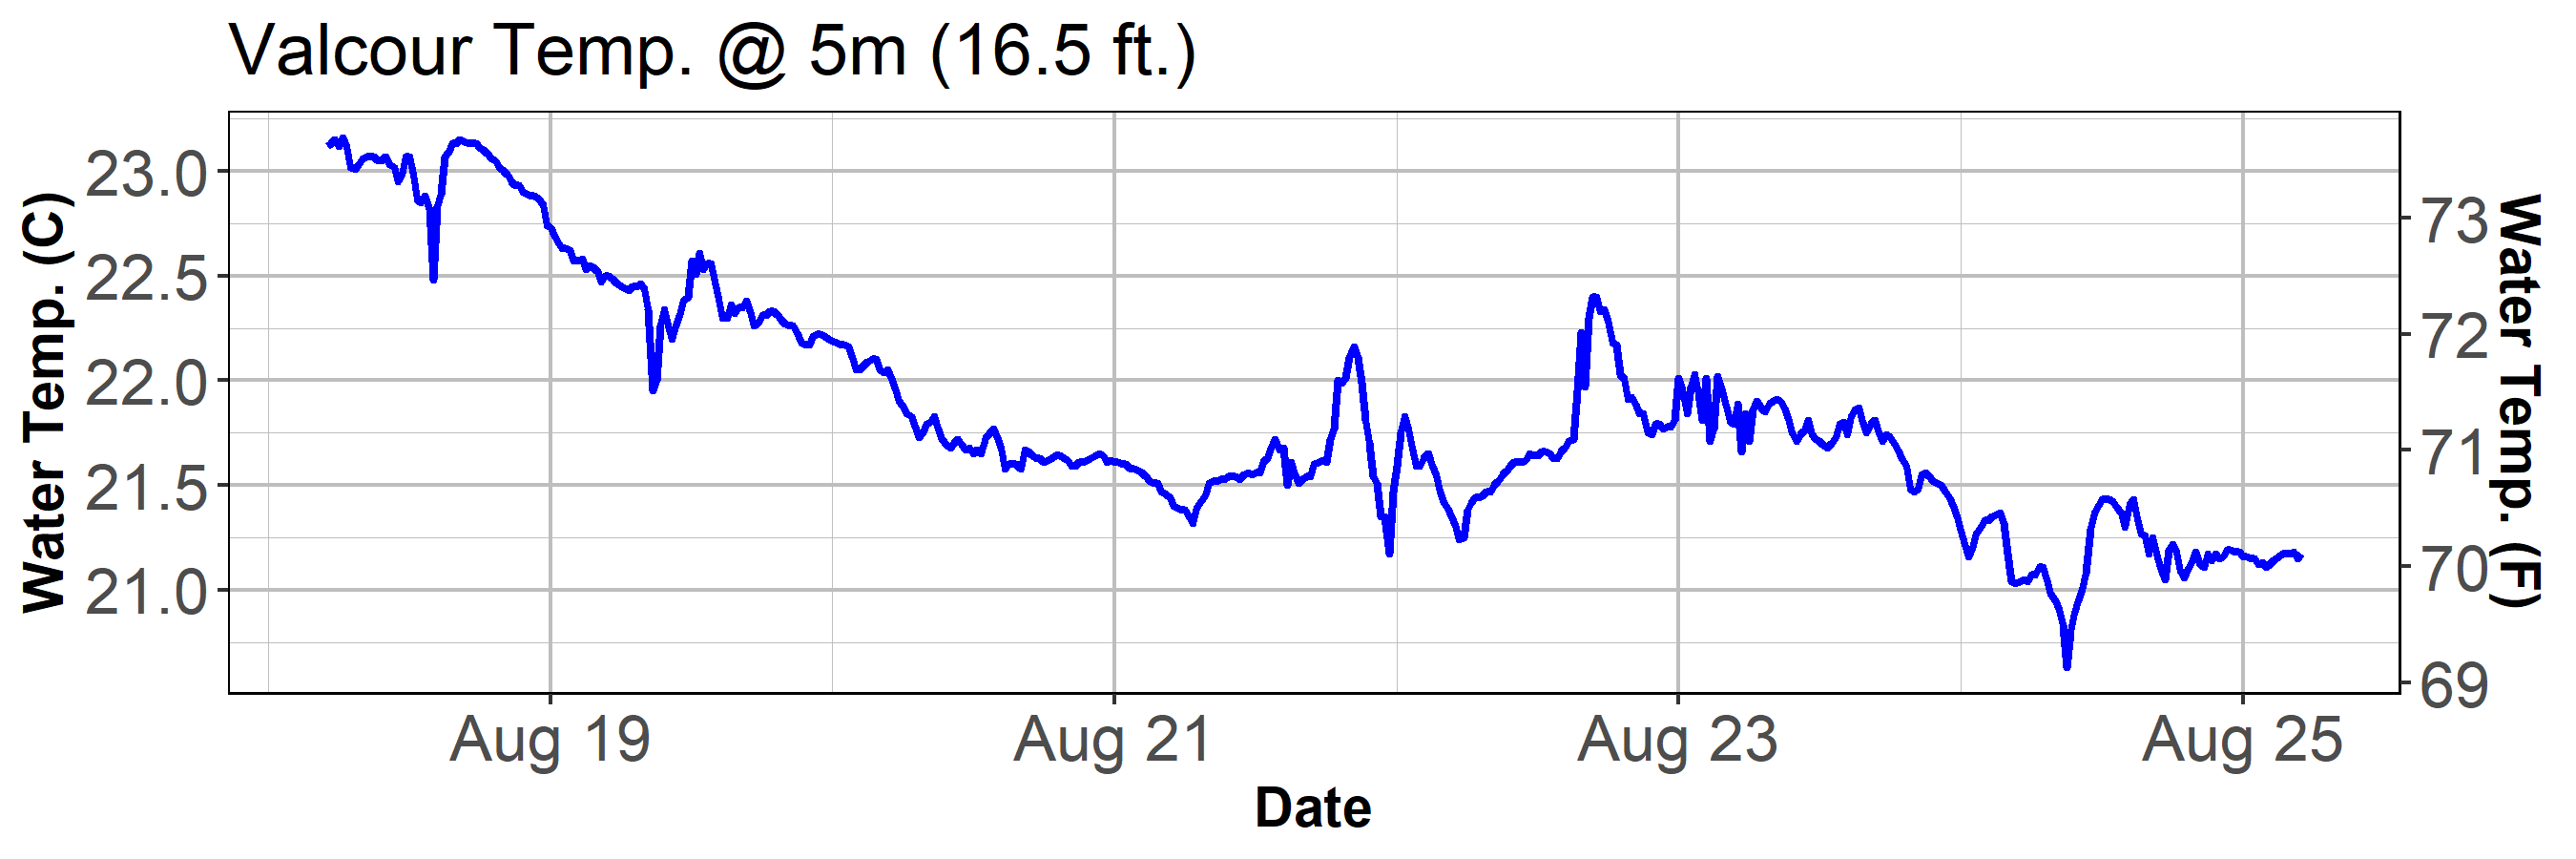 Valcour Temp. @ 5m (16.5 ft.)
Water Temp. (C)
23.0
22.5
22.0
21.5
21.0
73
72
71
70
69
Water Temp. (F)
Aug 19
Aug 21
Aug 23
Aug 25
Date